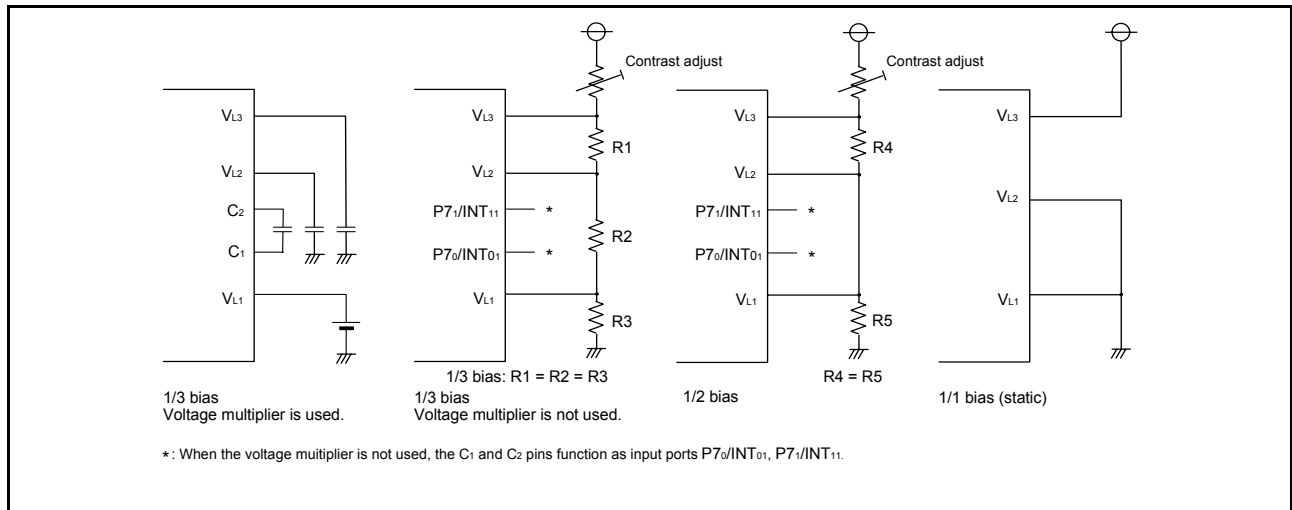 Contrast adjust
Contrast adjust
VL3
VL2
C2
C1
VL1
1/3 bias
Voltage multiplier is used.
VL3
R1
VL2
P71/INT11
*
R2
P70/INT01
*
VL1
R3
1/3 bias: R1 = R2 = R3
1/3 bias
Voltage multiplier is not used.
VL3
R4
VL2
P71/INT11
*
P70/INT01
*
VL1
R5
R4 = R5
1/2 bias
VL3
VL2
VL1
1/1 bias (static)
*: When the voltage multiplier is not used, the C1 and C2 pins function as input ports P70/INT01, P71/INT11.